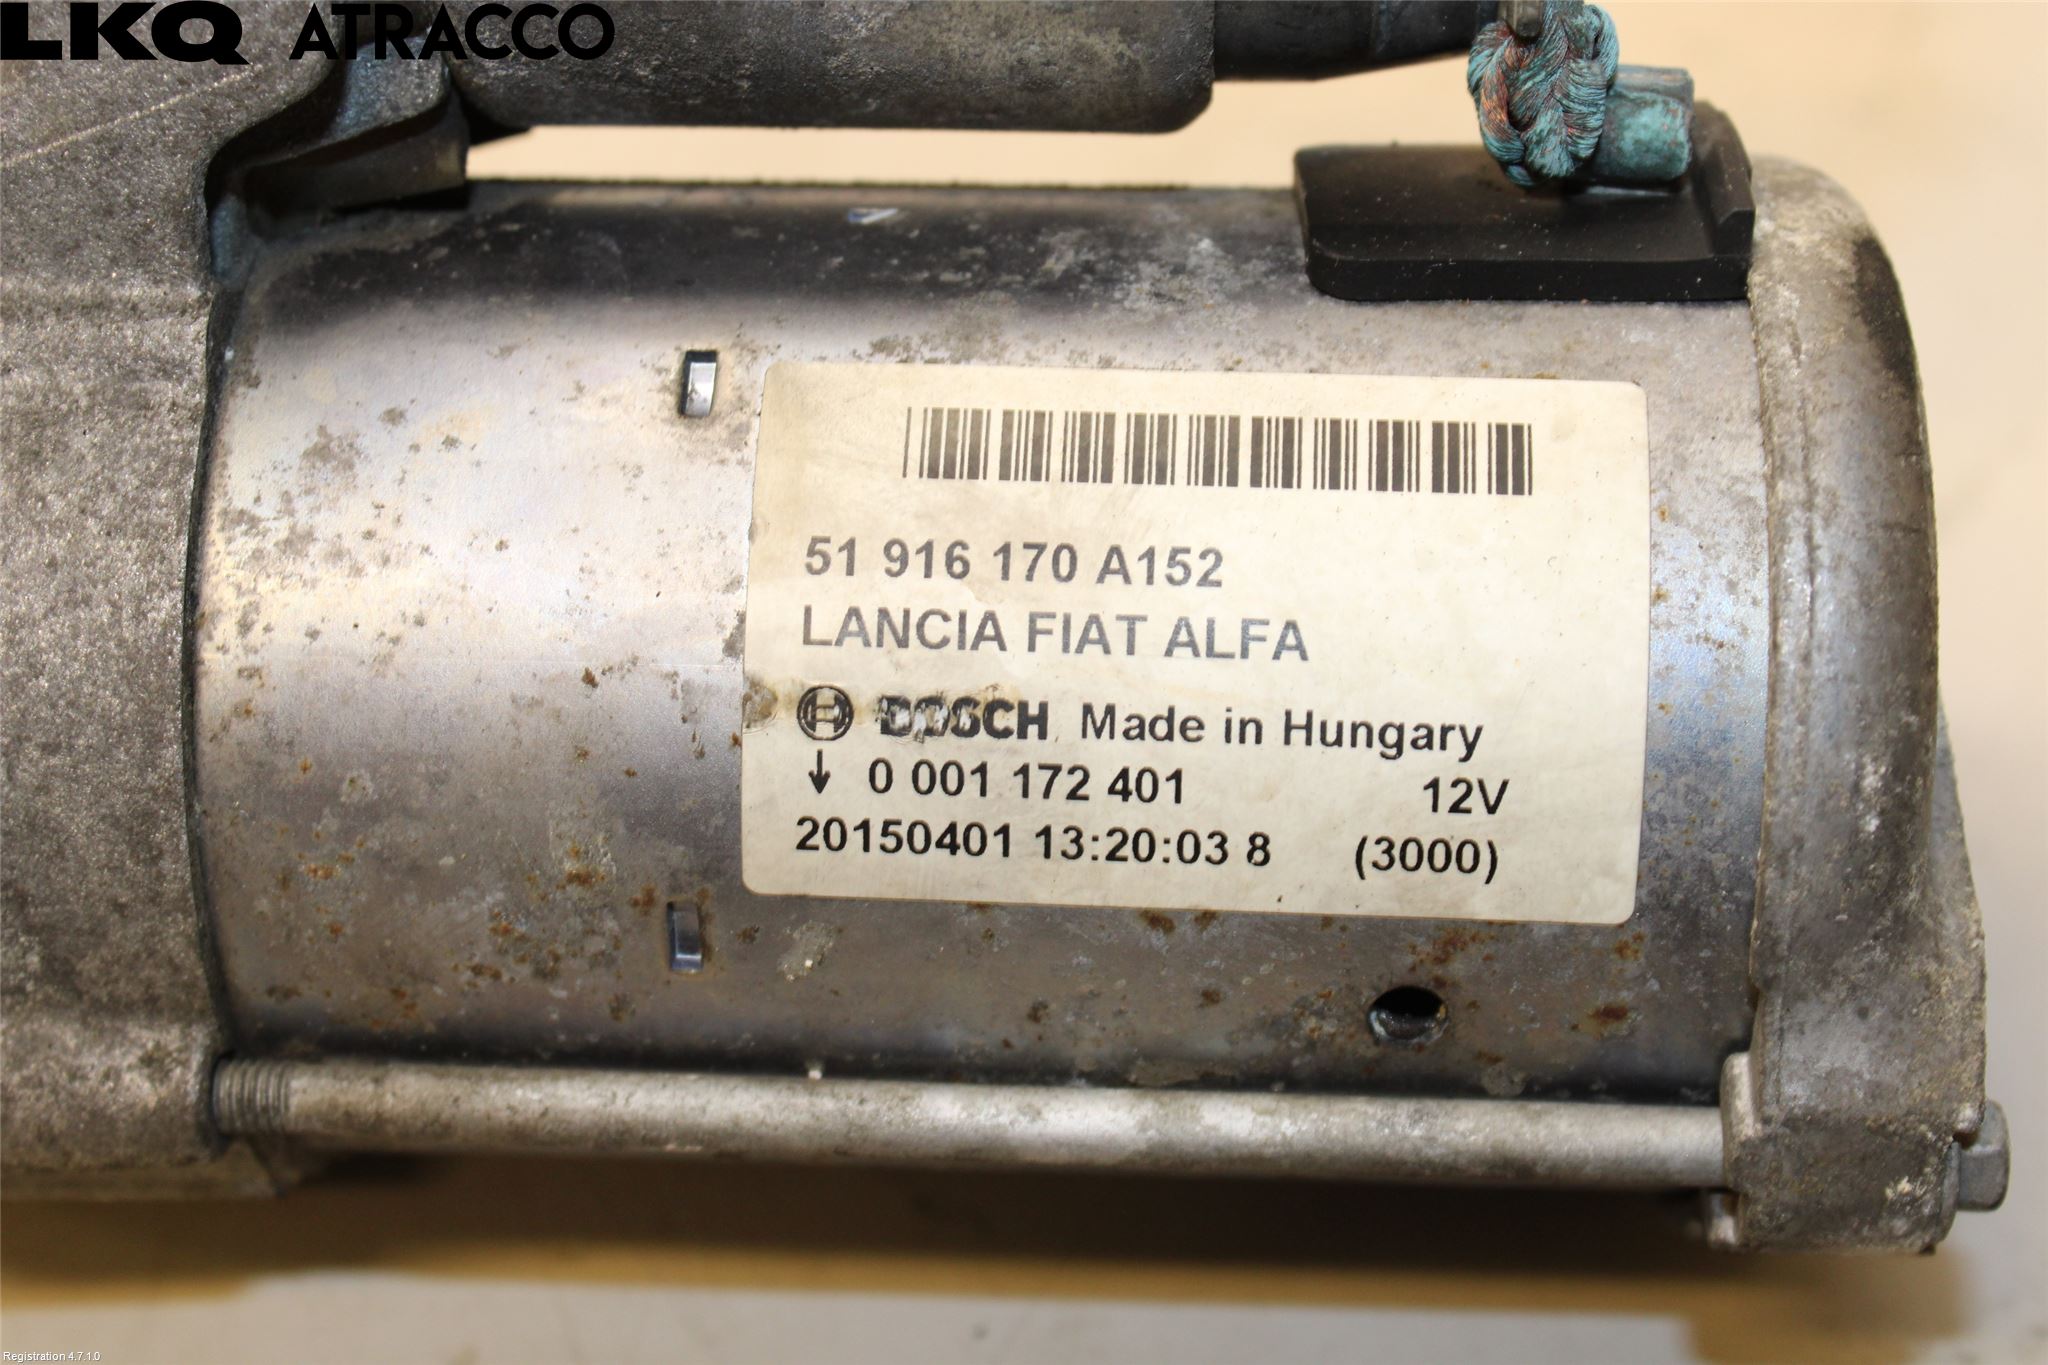 LKQ ATRACCO
51 916 170 A152
LANCIA FIAT ALFA
BOSCH Made in Hungary
↓ 0 001 172 401 12V
20150401 13:20:03 8 (3000)
Registration 4.7.1.0